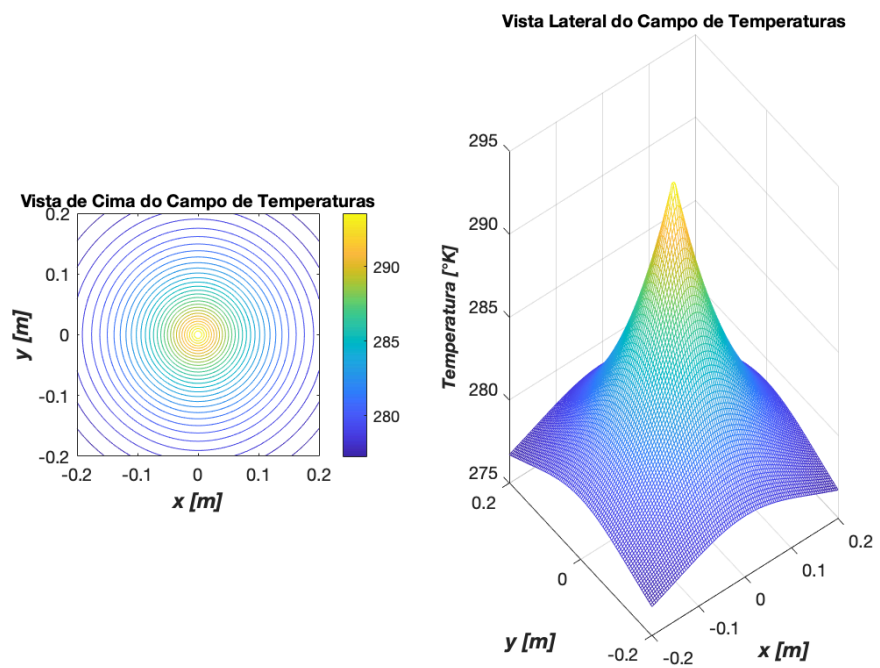 Vista de Cima do Campo de Temperaturas
0.2
0.1
0
-0.1
-0.2
y [m]
-0.2 -0.1 0 0.1 0.2
x [m]
290
285
280
Vista Lateral do Campo de Temperaturas
295
290
285
280
275
Temperatura [°K]
0.2
0
-0.2
y [m]
-0.2
-0.1
0
0.1
0.2
x [m]